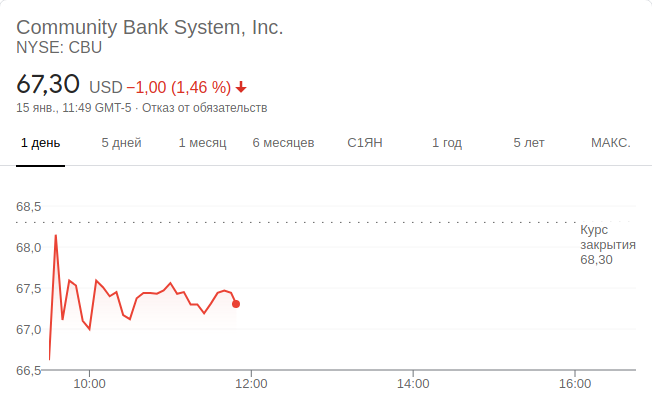 Community Bank System, Inc.
NYSE: CBU
67,30 USD −1,00 (1,46 %)
15 янв., 11:49 GMT-5 · Отказ от обязательств
1 день 5 дней 1 месяц 6 месяцев С1ЯН 1 год 5 лет МАКС.
68,5
Курс
закрытия
68,30
68,0
67,5
67,0
66,5
10:00 12:00 14:00 16:00